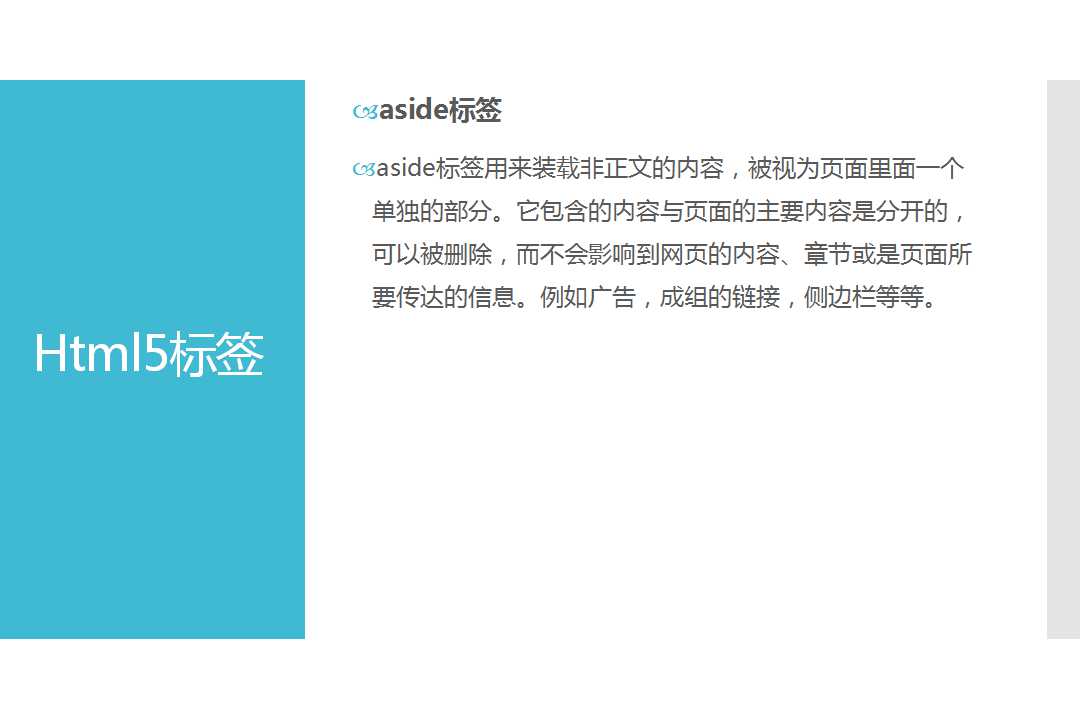 Html5标签
aside标签
aside标签用来装载非正文的内容，被视为页面里面一个
单独的部分。它包含的内容与页面的主要内容是分开的，
可以被删除，而不会影响到网页的内容、章节或是页面所
要传达的信息。例如广告，成组的链接，侧边栏等等。